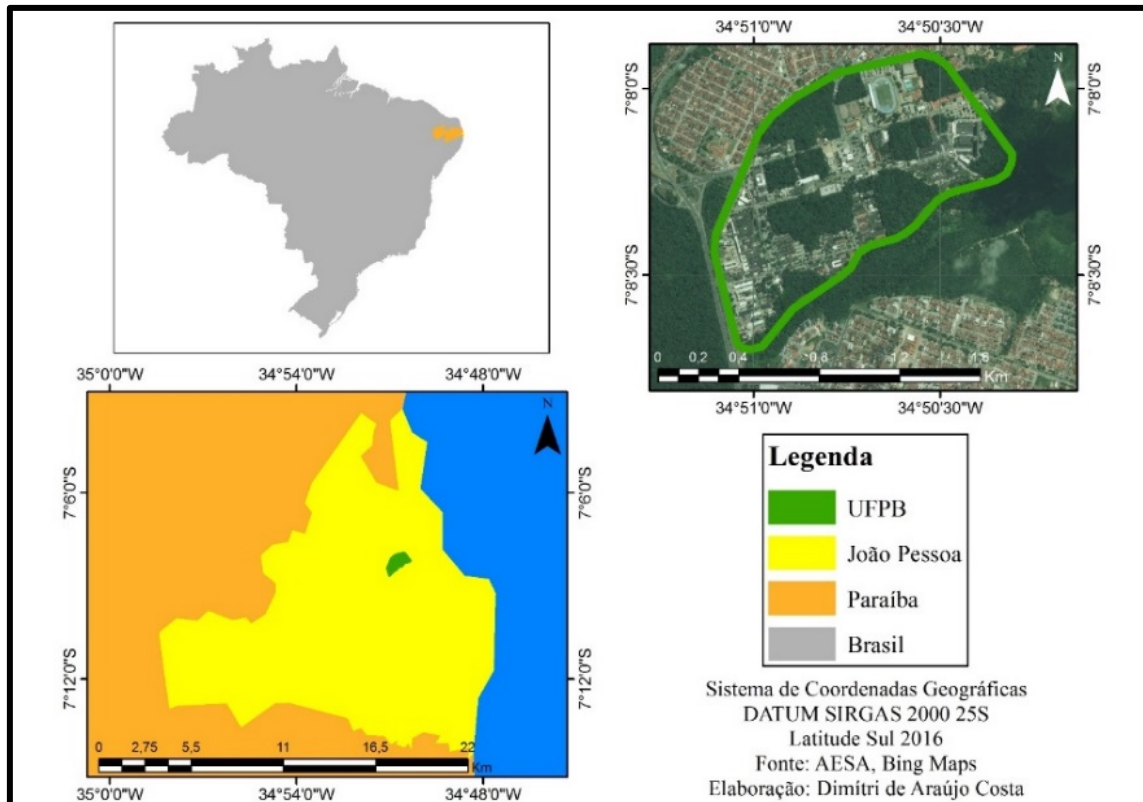 34°51'0"W 34°50'30"W
N
7°8'0"S 7°8'0"S
7°8'30"S 7°8'30"S
0 0,2 0,4 0,8 1,2 1,6
Km
34°51'0"W 34°50'30"W
35°0'0"W 34°54'0"W 34°48'0"W
N
7°6'0"S 7°6'0"S
7°12'0"S 7°12'0"S
0 2,75 5,5 11 16,5 22
Km
35°0'0"W 34°54'0"W 34°48'0"W
Legenda
UFPB
João Pessoa
Paraíba
Brasil
Sistema de Coordenadas Geográficas
DATUM SIRGAS 2000 25S
Latitude Sul 2016
Fonte: AESA, Bing Maps
Elaboração: Dimítri de Araújo Costa